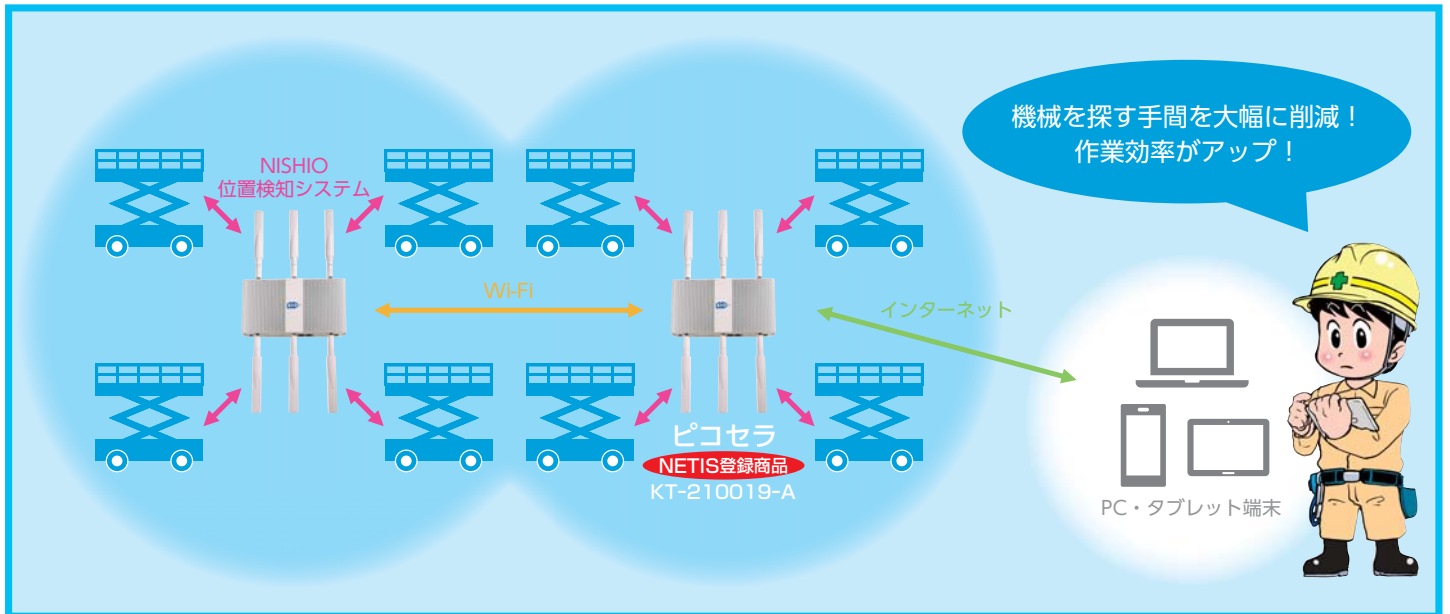 機械を探す手間を大幅に削減！
作業効率がアップ！
NISHIO
位置検知システム
Wi-Fi
インターネット
ピコセラ
NETIS登録商品
KT-210019-A
PC・タブレット端末